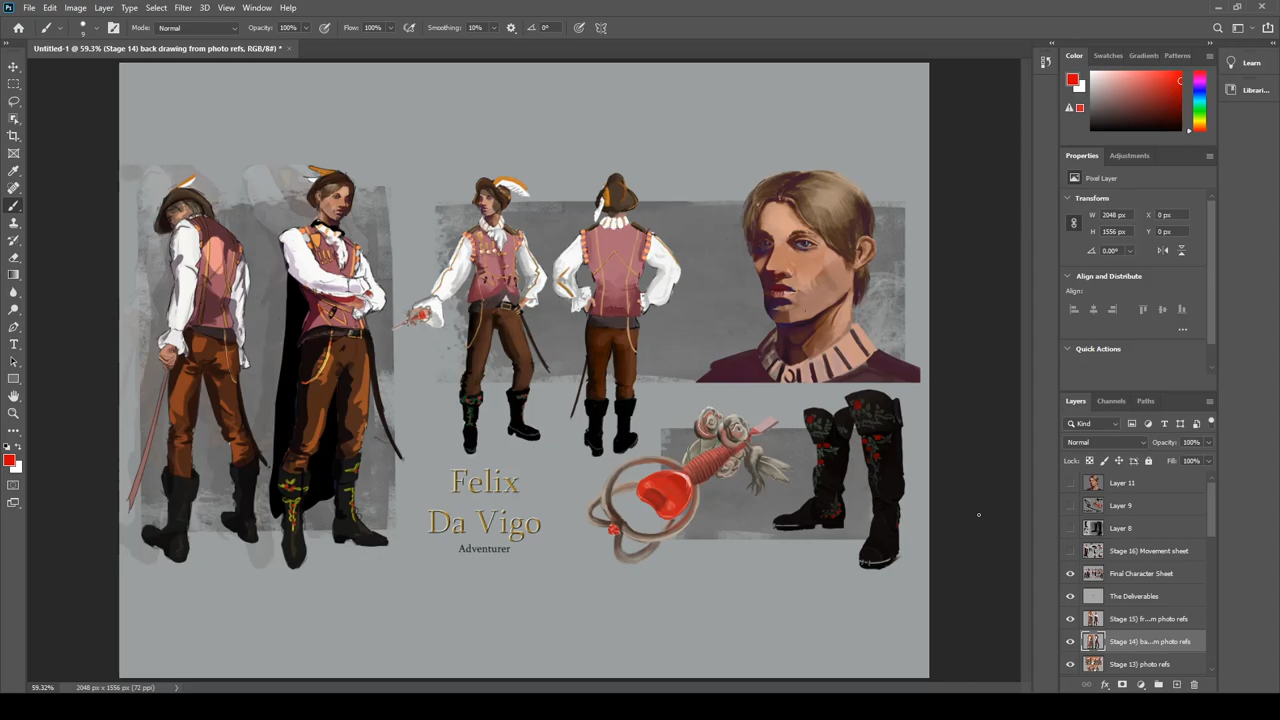 Ps File Edit Image Layer Type Select Filter 3D View Window Help
9 Mode: Normal Opacity: 100% Flow: 100% Smoothing: 10% 0°
Untitled-1 @ 59.3% (Stage 14) back drawing from photo refs, RGB/8#) * ×
Color Swatches Gradients Patterns
Learn
Librari...
Properties Adjustments
Pixel Layer
Transform
W 2048 px X 0 px
H 1556 px Y 0 px
0.00°
Align and Distribute
Align:
Quick Actions
Layers Channels Paths
Kind
Normal Opacity: 100%
Lock: Fill: 100%
Layer 11
Layer 9
Layer 8
Stage 16) Movement sheet
Final Character Sheet
The Deliverables
Stage 15) fr...m photo refs
Stage 14) ba...m photo refs
Stage 13) photo refs
Felix
Da Vigo
Adventurer
59.32% 2048 px x 1556 px (72 ppi)